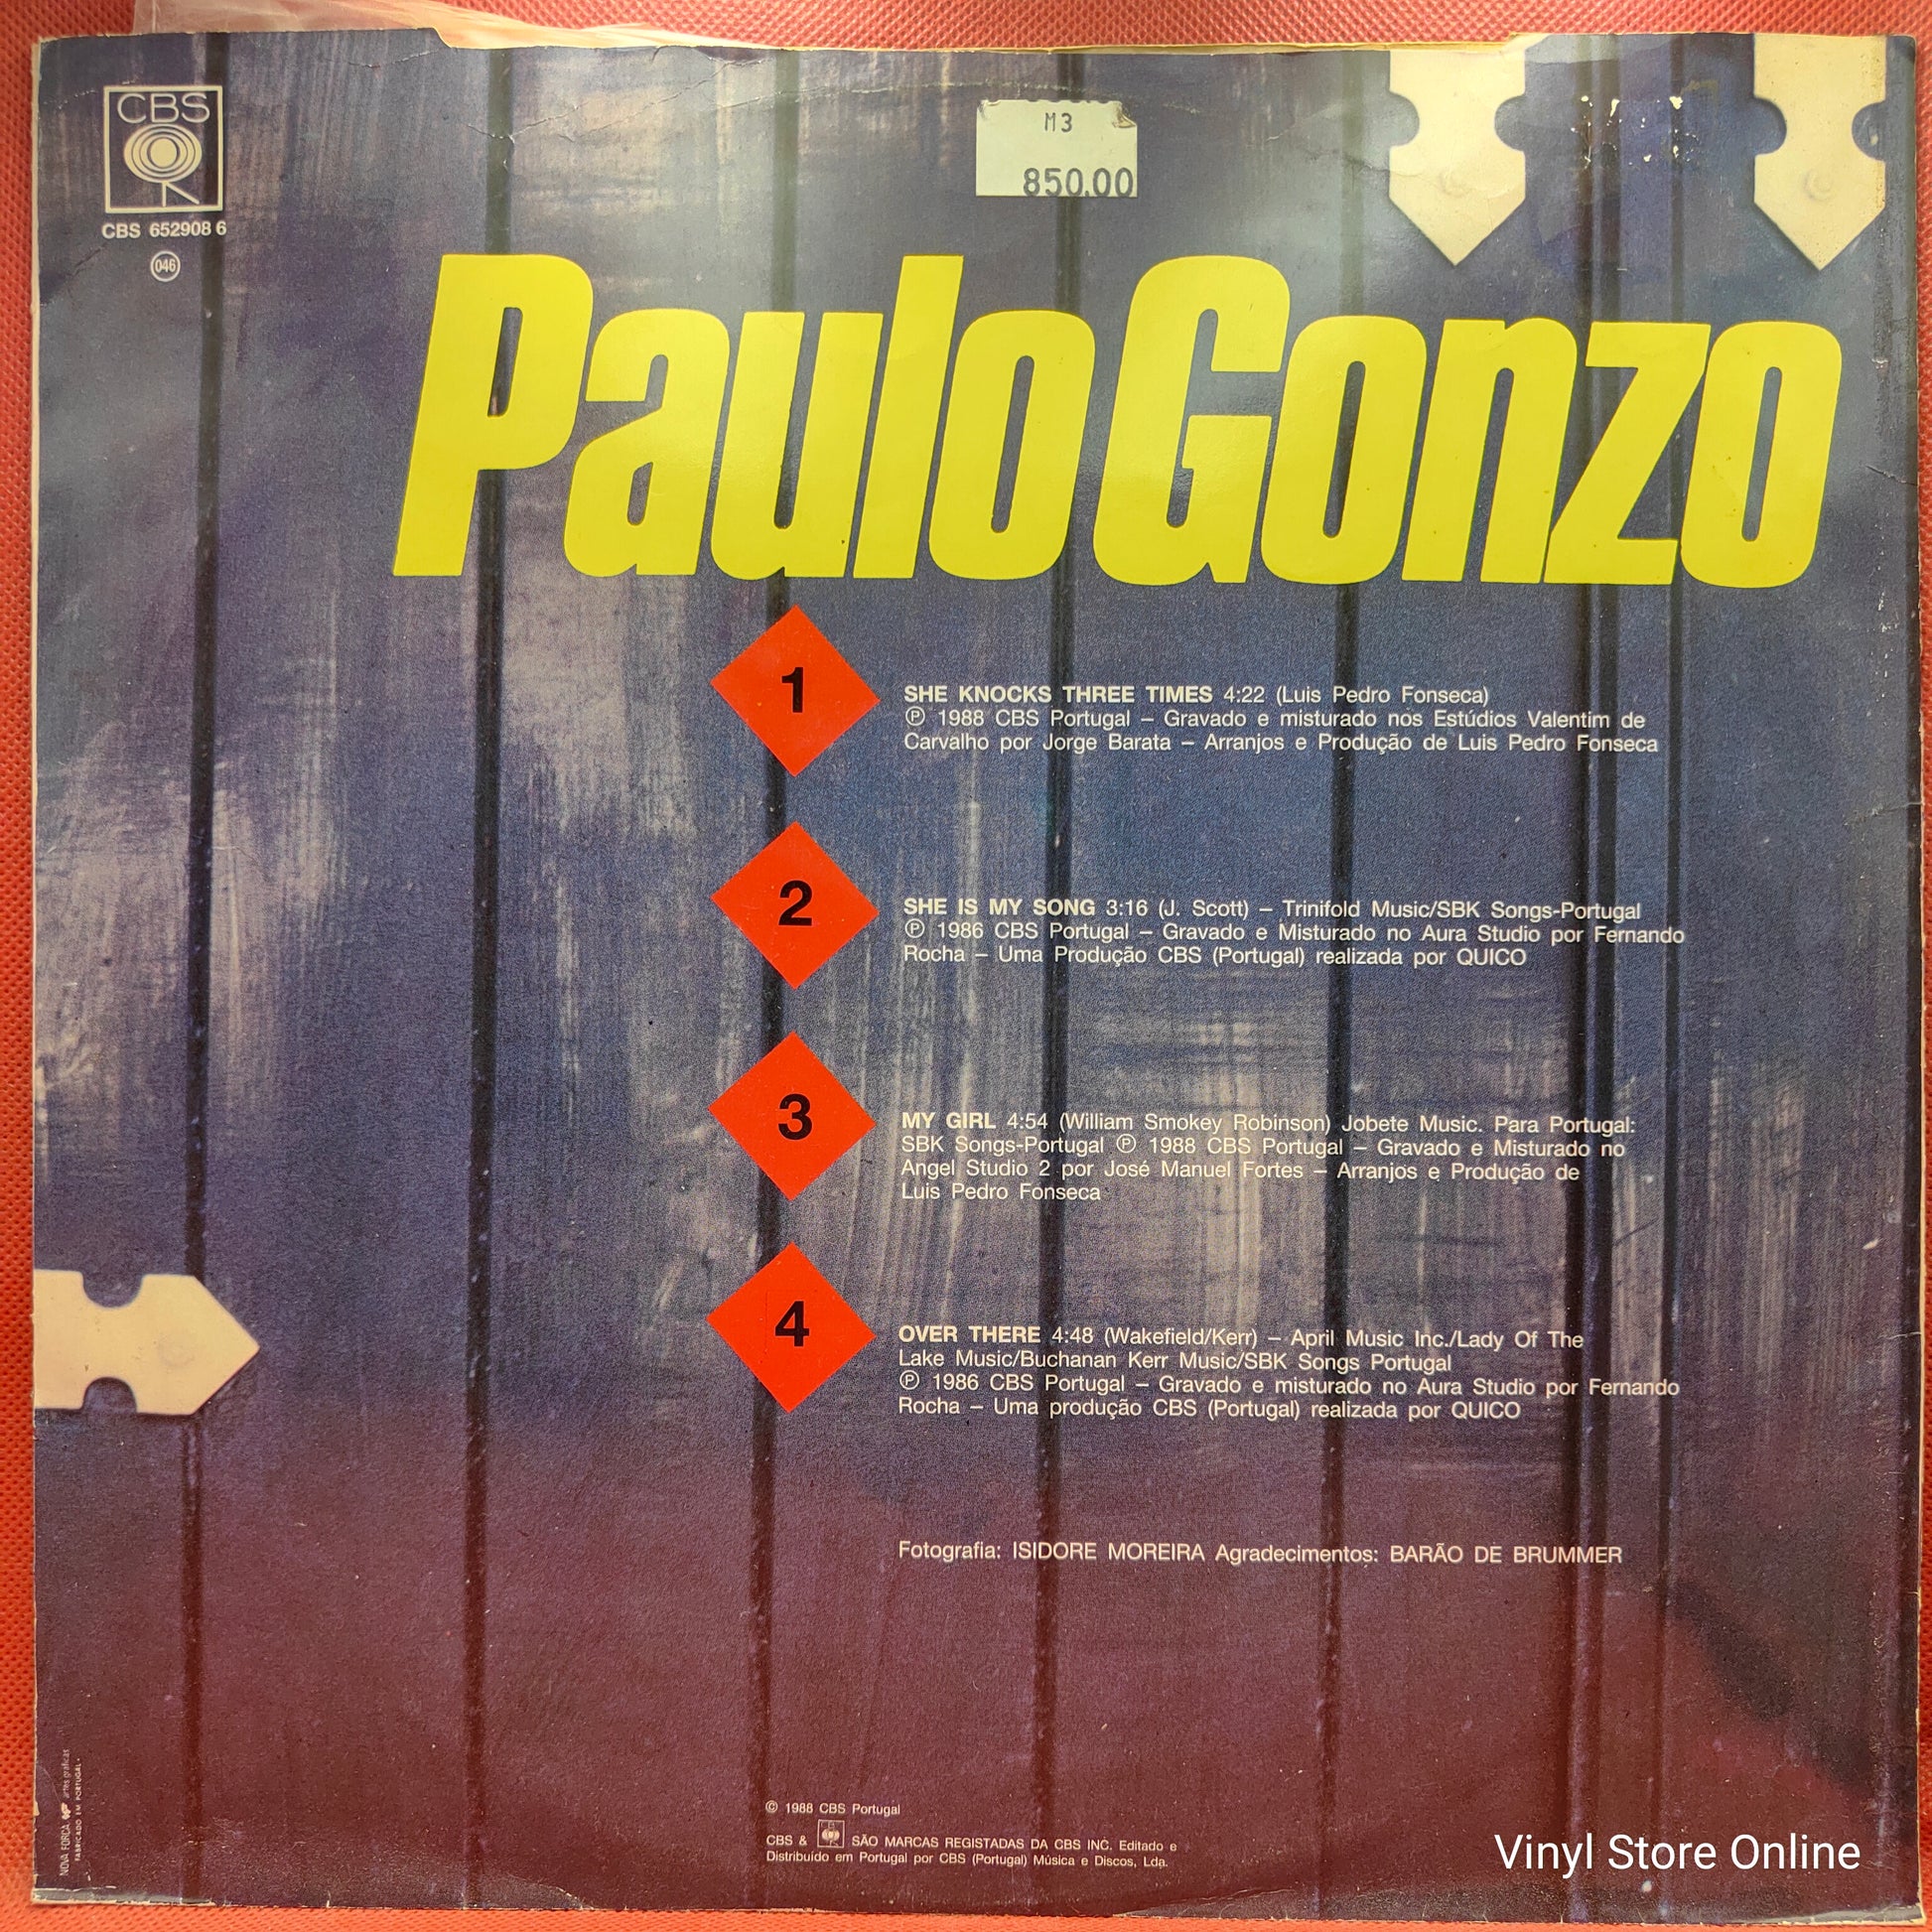 CBS
CBS 652908 6
046
M3
850.00
Paulo Gonzo
1
SHE KNOCKS THREE TIMES 4:22 (Luis Pedro Fonseca)
℗ 1988 CBS Portugal – Gravado e misturado nos Estúdios Valentim de
Carvalho por Jorge Barata – Arranjos e Produção de Luis Pedro Fonseca
2
SHE IS MY SONG 3:16 (J. Scott) – Trinifold Music/SBK Songs-Portugal
℗ 1986 CBS Portugal – Gravado e Misturado no Aura Studio por Fernando
Rocha – Uma Produção CBS (Portugal) realizada por QUICO
3
MY GIRL 4:54 (William Smokey Robinson) Jobete Music. Para Portugal:
SBK Songs-Portugal ℗ 1988 CBS Portugal – Gravado e Misturado no
Angel Studio 2 por José Manuel Fortes – Arranjos e Produção de
Luis Pedro Fonseca
4
OVER THERE 4:48 (Wakefield/Kerr) – April Music Inc./Lady Of The
Lake Music/Buchanan Kerr Music/SBK Songs Portugal
℗ 1986 CBS Portugal – Gravado e misturado no Aura Studio por Fernando
Rocha – Uma produção CBS (Portugal) realizada por QUICO
Fotografia: ISIDORE MOREIRA Agradecimentos: BARÃO DE BRUMMER
NOVA FORÇA artes gráficas
FABRICADO EM PORTUGAL
© 1988 CBS Portugal
CBS & SÃO MARCAS REGISTADAS DA CBS INC. Editado e
Distribuído em Portugal por CBS (Portugal) Música e Discos, Lda.
Vinyl Store Online